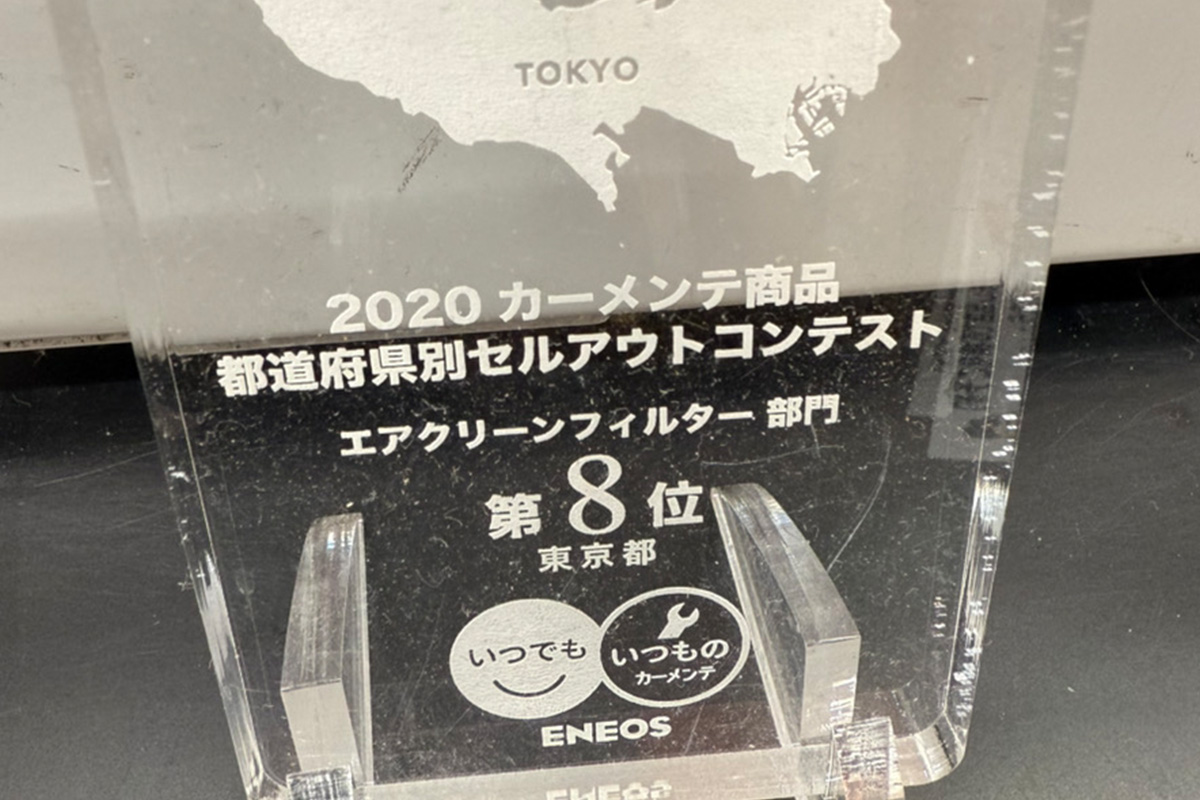 TOKYO
2020 カーメンテ商品
都道府県別セルアウトコンテスト
エアクリーンフィルター 部門
第8位
東京都
いつでも いつもの
カーメンテ
ENEOS
ENEOS